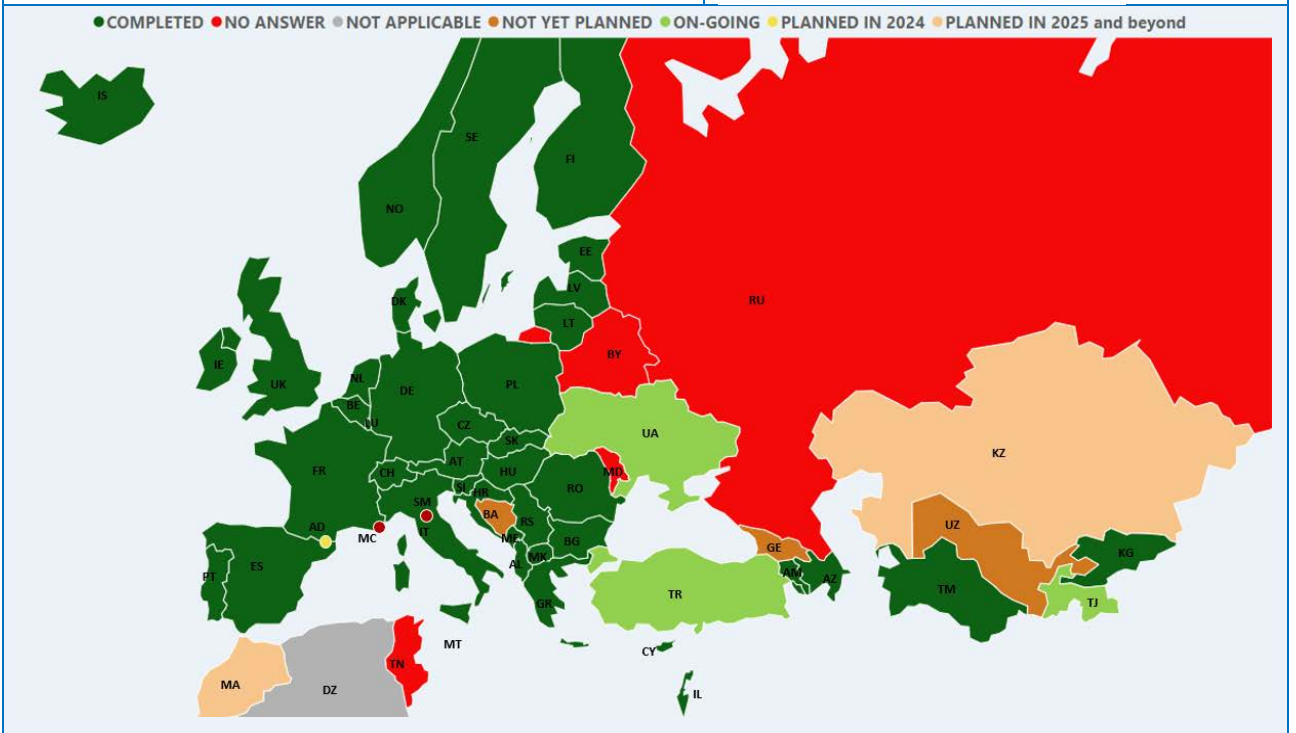 COMPLETED NO ANSWER NOT APPLICABLE NOT YET PLANNED ON-GOING PLANNED IN 2024 PLANNED IN 2025 and beyond
IS
SE
FI
NO
EE
LV
DK
RU
LT
BY
IE
NL
UK
DE
PL
BE
LU
CZ
UA
SK
KZ
AT
FR
CH
HU
MD
RO
SI
HR
SM
BA
RS
AD
UZ
MC
IT
ME
BG
GE
KG
MK
AL
ES
PT
AM
AZ
TM
TR
GR
TJ
MT
CY
TN
MA
DZ
IL